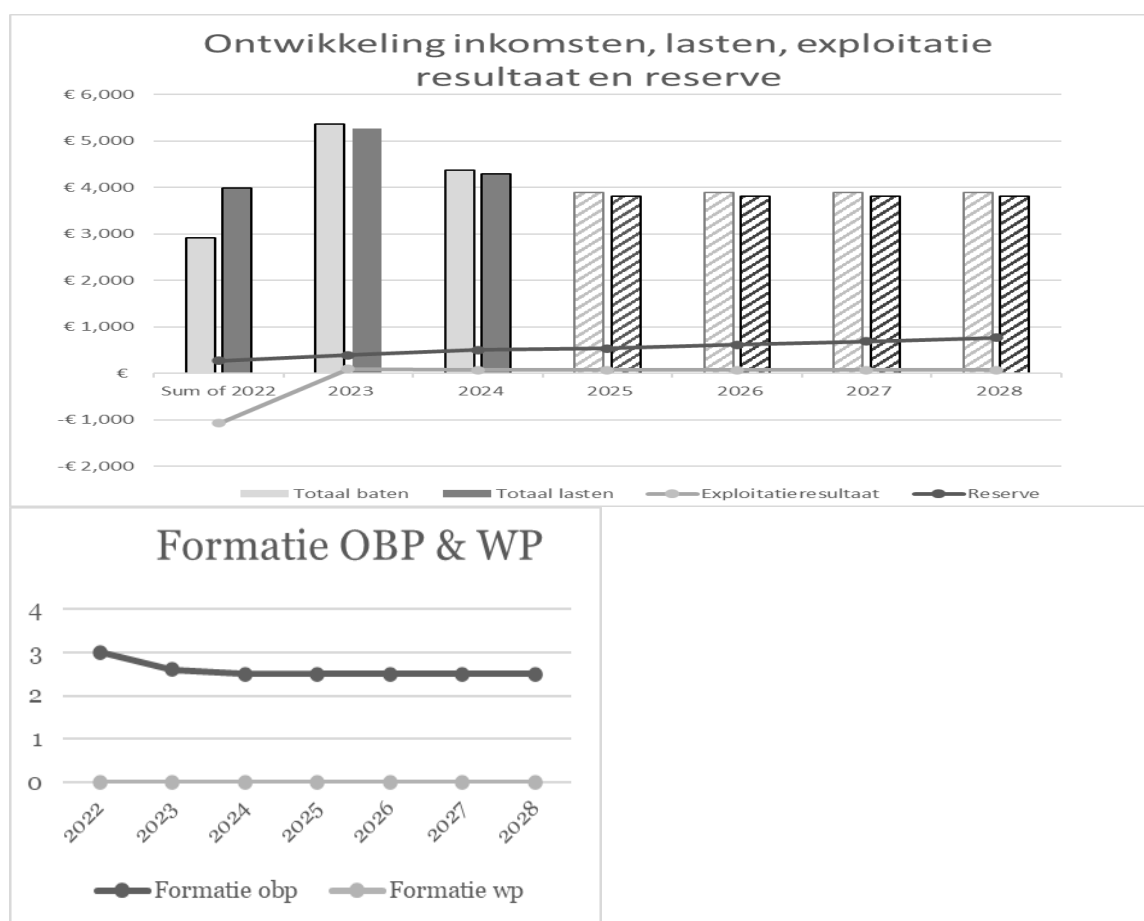 Ontwikkeling inkomsten, lasten, exploitatie
resultaat en reserve
€ 6,000
€ 5,000
€ 4,000
€ 3,000
€ 2,000
€ 1,000
€
-€ 1,000
-€ 2,000
Sum of 2022 2023 2024 2025 2026 2027 2028
Totaal baten Totaal lasten Exploitatieresultaat Reserve
Formatie OBP & WP
4
3
2
1
0
2022 2023 2024 2025 2026 2027 2028
Formatie obp Formatie wp